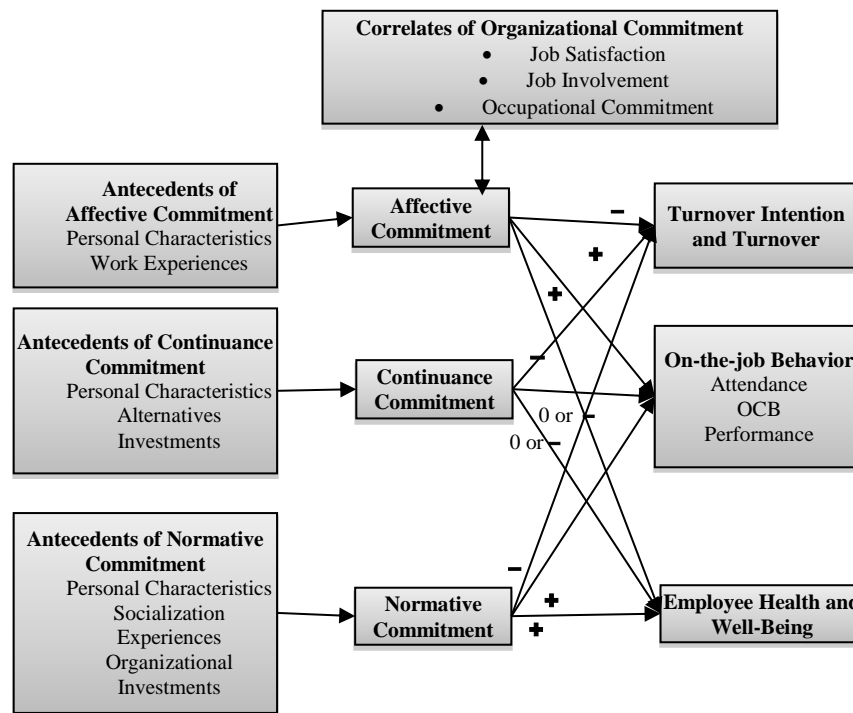 Correlates of Organizational Commitment
• Job Satisfaction
• Job Involvement
• Occupational Commitment
Antecedents of
Affective Commitment
Personal Characteristics
Work Experiences
Affective
Commitment
Turnover Intention
and Turnover
−
+
+
Antecedents of Continuance
Commitment
Personal Characteristics
Alternatives
Investments
Continuance
Commitment
On-the-job Behavior
Attendance
OCB
Performance
−
0 or −
0 or −
Antecedents of Normative
Commitment
Personal Characteristics
Socialization
Experiences
Organizational
Investments
Normative
Commitment
Employee Health and
Well-Being
−
+
+